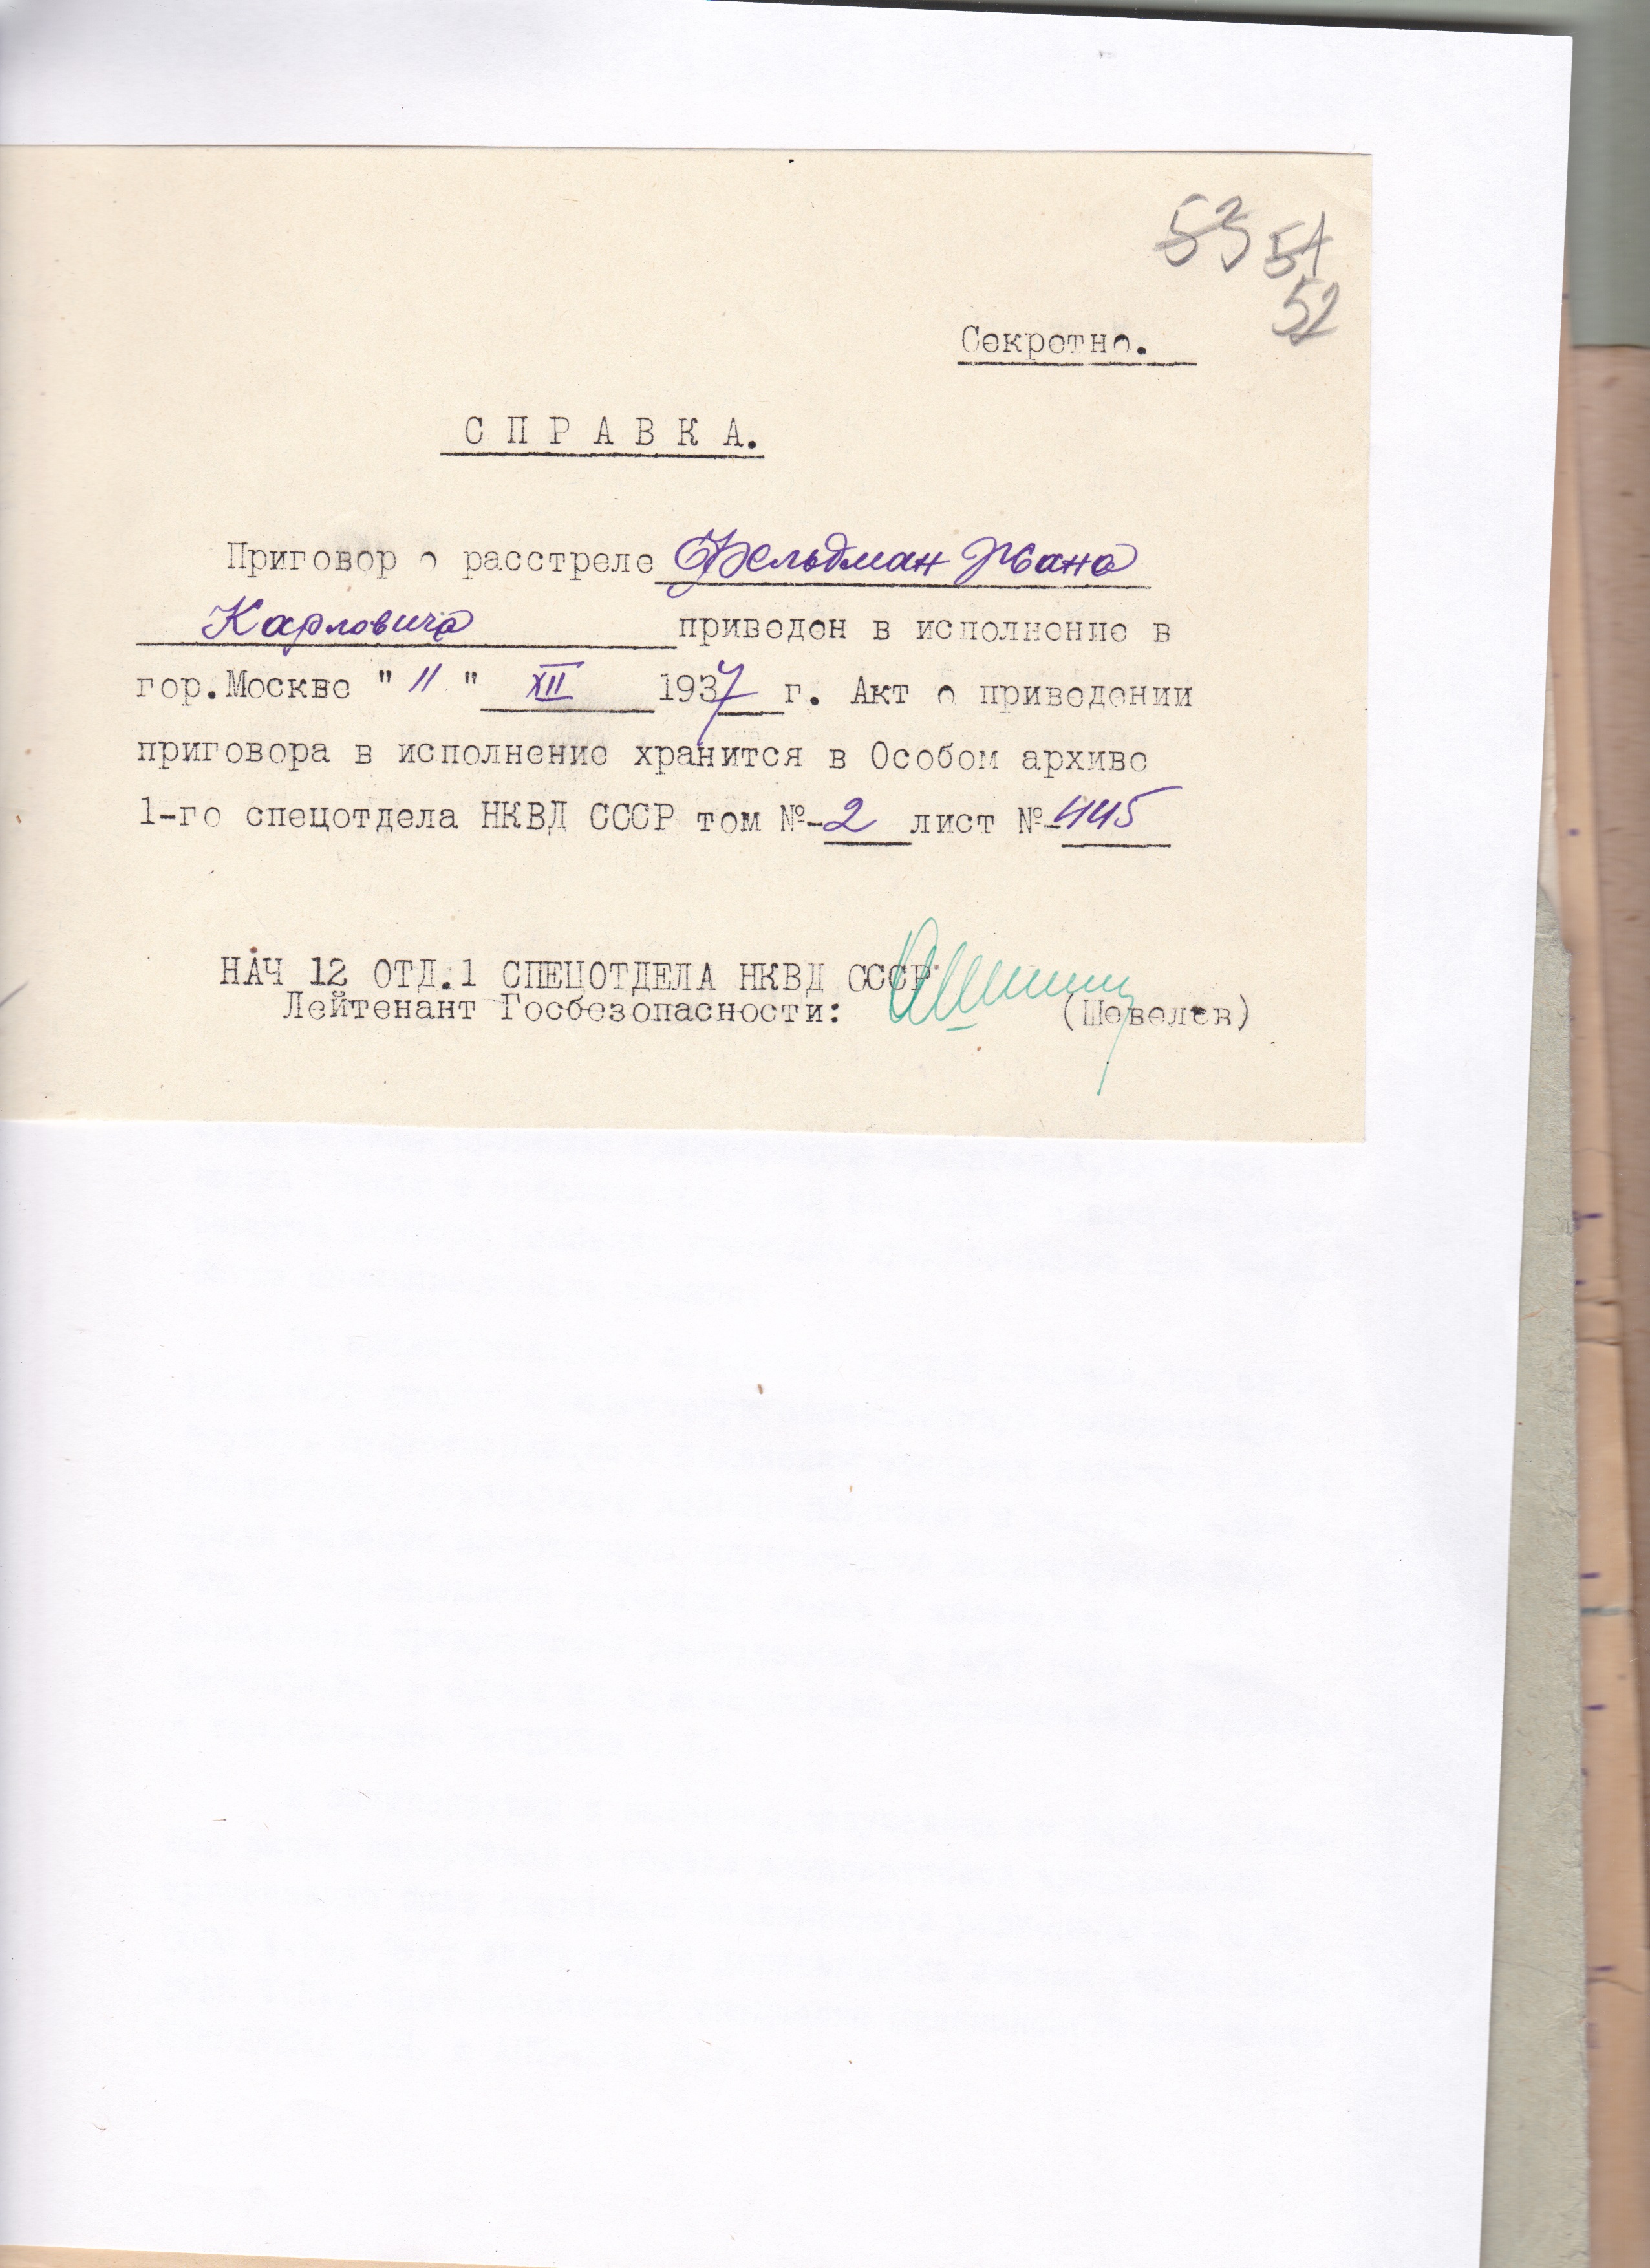 53 51
52
Секретно.
СПРАВКА.
Приговор о расстреле Фельдман Жана
Карловича приведен в исполнение в
гор.Москве " 11 " XII 1937 г. Акт о приведении
приговора в исполнение хранится в Особом архиве
1-го спецотдела НКВД СССР том №-2 лист №-445
НАЧ 12 ОТД.1 СПЕЦОТДЕЛА НКВД СССР
Лейтенант Госбезопасности: (Шевелев)